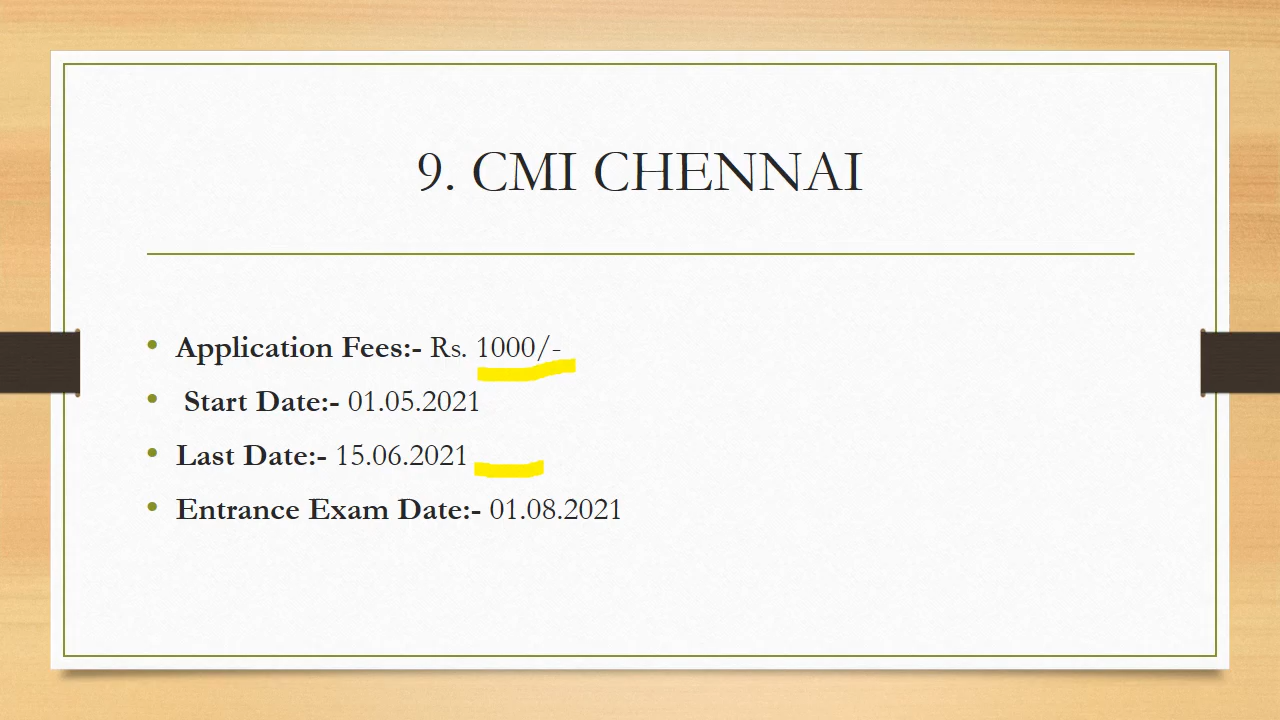 9. CMI CHENNAI
• Application Fees:- Rs. 1000/-
• Start Date:- 01.05.2021
• Last Date:- 15.06.2021
• Entrance Exam Date:- 01.08.2021